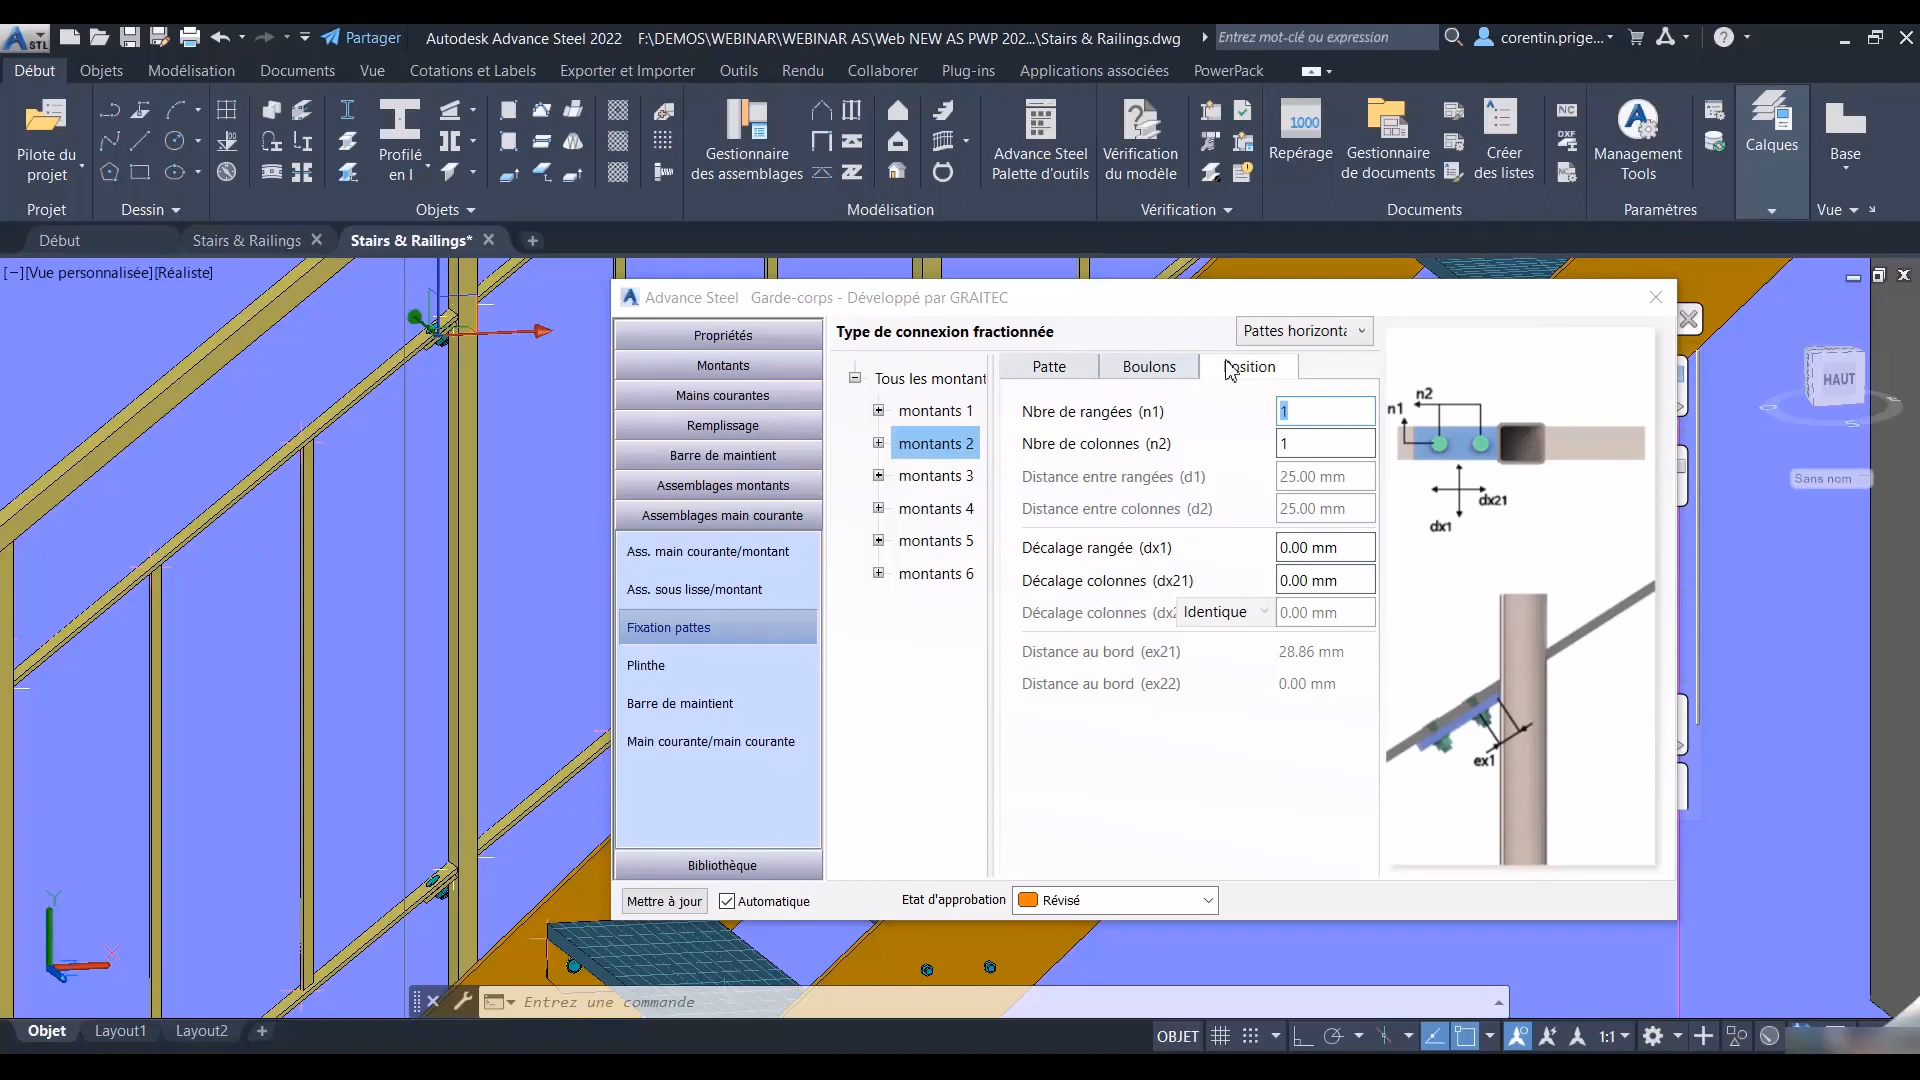 STL
Partager
Autodesk Advance Steel 2022 F:\DEMOS\WEBINAR\WEBINAR AS\Web NEW AS PWP 202...\Stairs & Railings.dwg
Entrez mot-clé ou expression
corentin.prige...
Début Objets Modélisation Documents Vue Cotations et Labels Exporter et Importer Outils Rendu Collaborer Plug-ins Applications associées PowerPack
Pilote du
projet
Projet
Dessin
Profilé
en I
Objets
Gestionnaire
des assemblages
Advance Steel
Palette d'outils
Modélisation
Vérification
du modèle
Vérification
1000
Repérage
Gestionnaire
de documents
Créer
des listes
NC
DXF
NC
Documents
Management
Tools
Paramètres
Calques
Base
Vue
Début
Stairs & Railings
Stairs & Railings*
[−][Vue personnalisée][Réaliste]
Advance Steel Garde-corps - Développé par GRAITEC
Propriétés
Montants
Mains courantes
Remplissage
Barre de maintient
Assemblages montants
Assemblages main courante
Ass. main courante/montant
Ass. sous lisse/montant
Fixation pattes
Plinthe
Barre de maintient
Main courante/main courante
Bibliothèque
Type de connexion fractionnée
Pattes horizonta
Tous les montant
montants 1
montants 2
montants 3
montants 4
montants 5
montants 6
Patte
Boulons
osition
Nbre de rangées (n1) 1
Nbre de colonnes (n2) 1
Distance entre rangées (d1) 25.00 mm
Distance entre colonnes (d2) 25.00 mm
Décalage rangée (dx1) 0.00 mm
Décalage colonnes (dx21) 0.00 mm
Décalage colonnes (dx2 Identique 0.00 mm
Distance au bord (ex21) 28.86 mm
Distance au bord (ex22) 0.00 mm
n2
n1
dx21
dx1
ex1
Mettre à jour
Automatique
Etat d'approbation
Révisé
HAUT
Sans nom
Y
X
Entrez une commande
Objet
Layout1
Layout2
OBJET
1:1